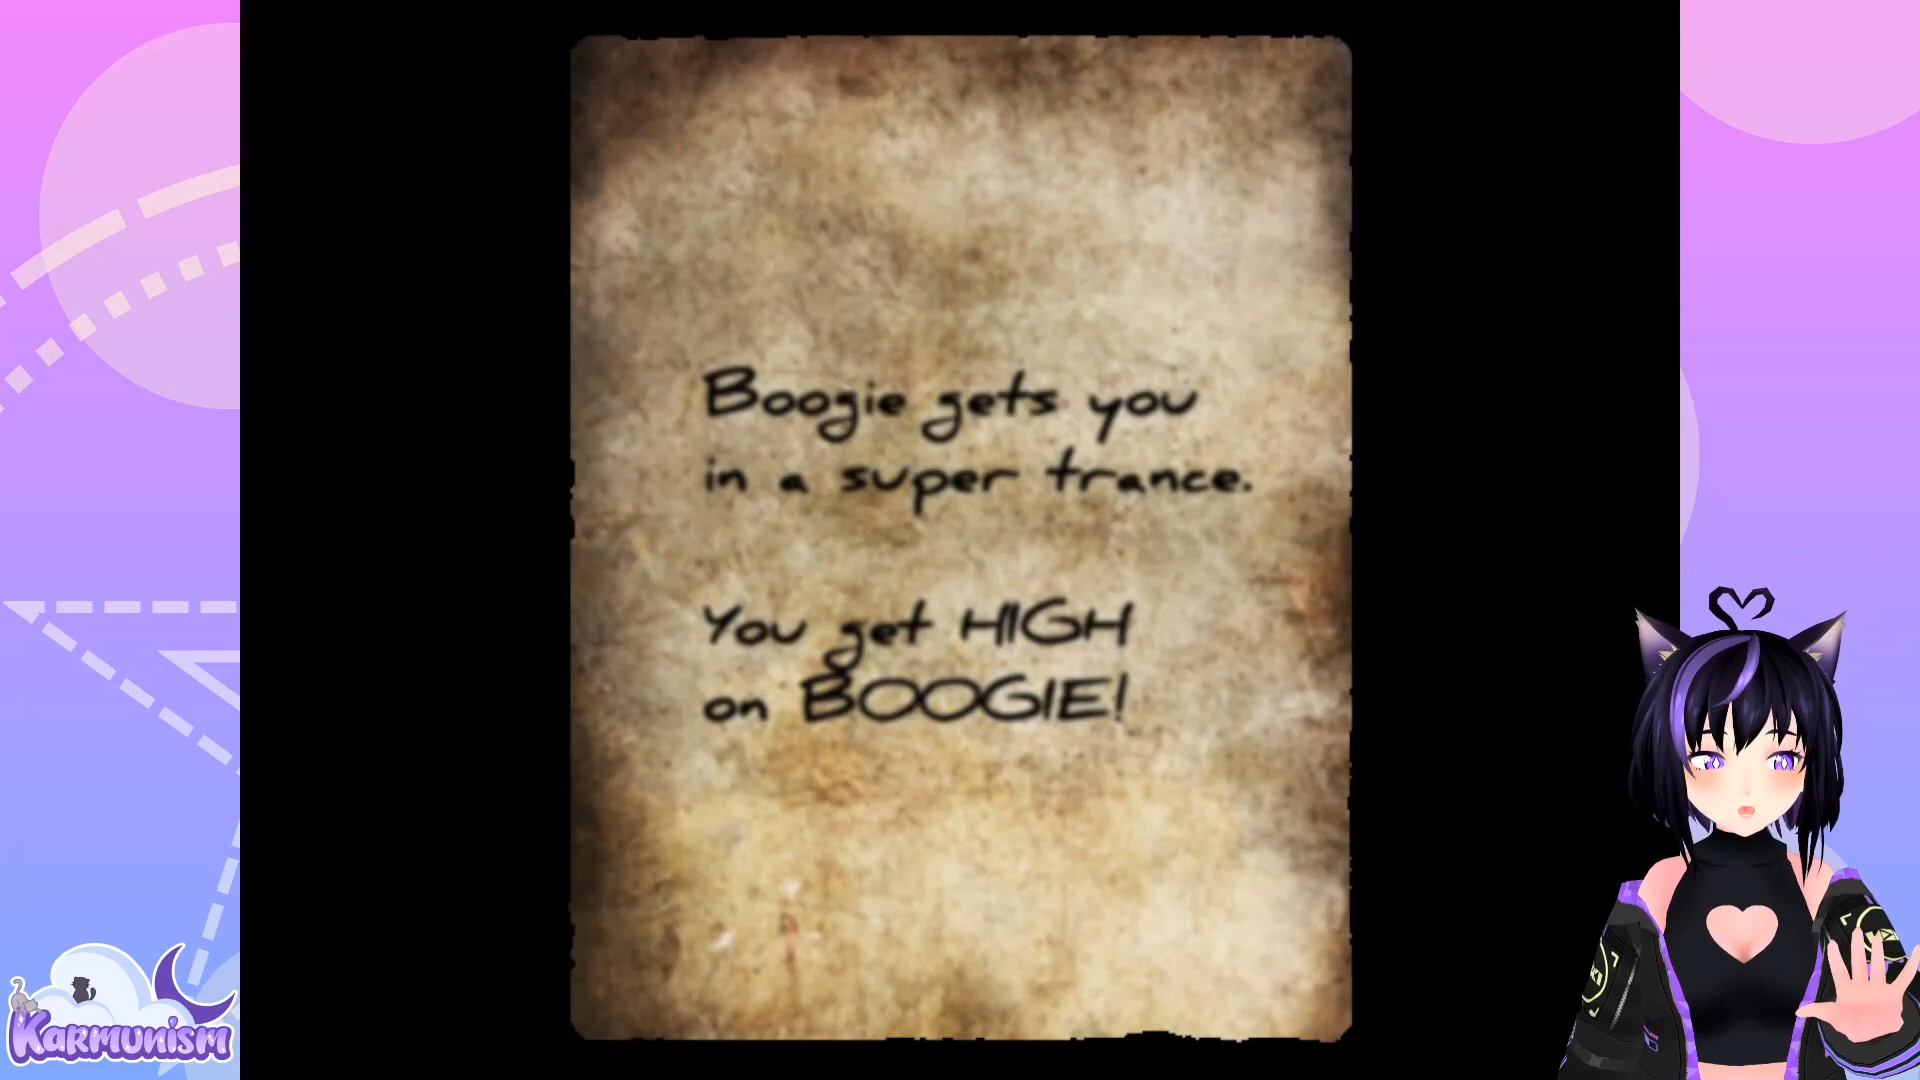 Boogie gets you
in a super trance.
You get HIGH
on BOOGIE!
Karmunism